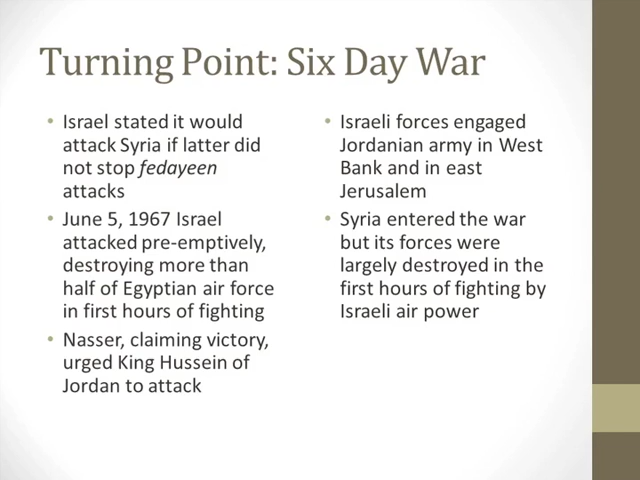 Turning Point: Six Day War
• Israel stated it would
attack Syria if latter did
not stop fedayeen
attacks
• June 5, 1967 Israel
attacked pre-emptively,
destroying more than
half of Egyptian air force
in first hours of fighting
• Nasser, claiming victory,
urged King Hussein of
Jordan to attack
• Israeli forces engaged
Jordanian army in West
Bank and in east
Jerusalem
• Syria entered the war
but its forces were
largely destroyed in the
first hours of fighting by
Israeli air power